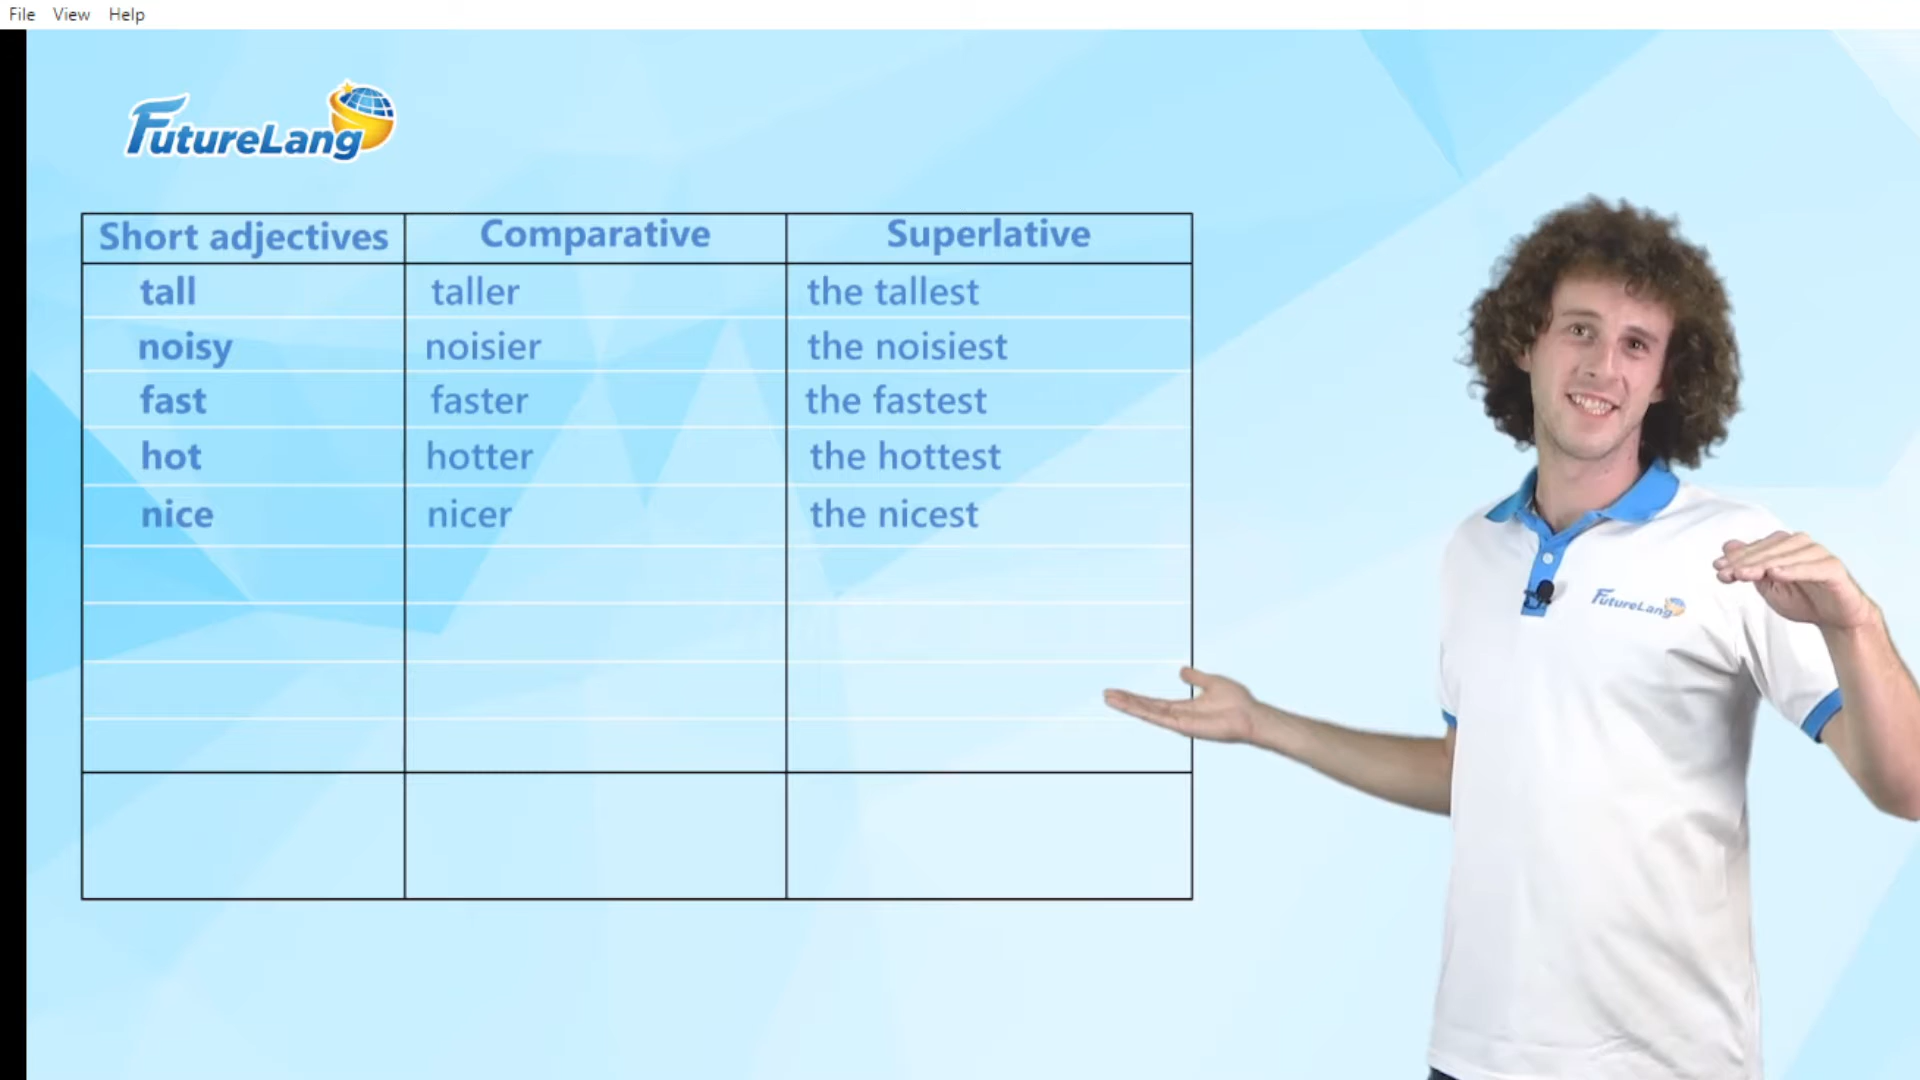 File View Help
FutureLang
Short adjectives Comparative Superlative
tall taller the tallest
noisy noisier the noisiest
fast faster the fastest
hot hotter the hottest
nice nicer the nicest
FutureLang